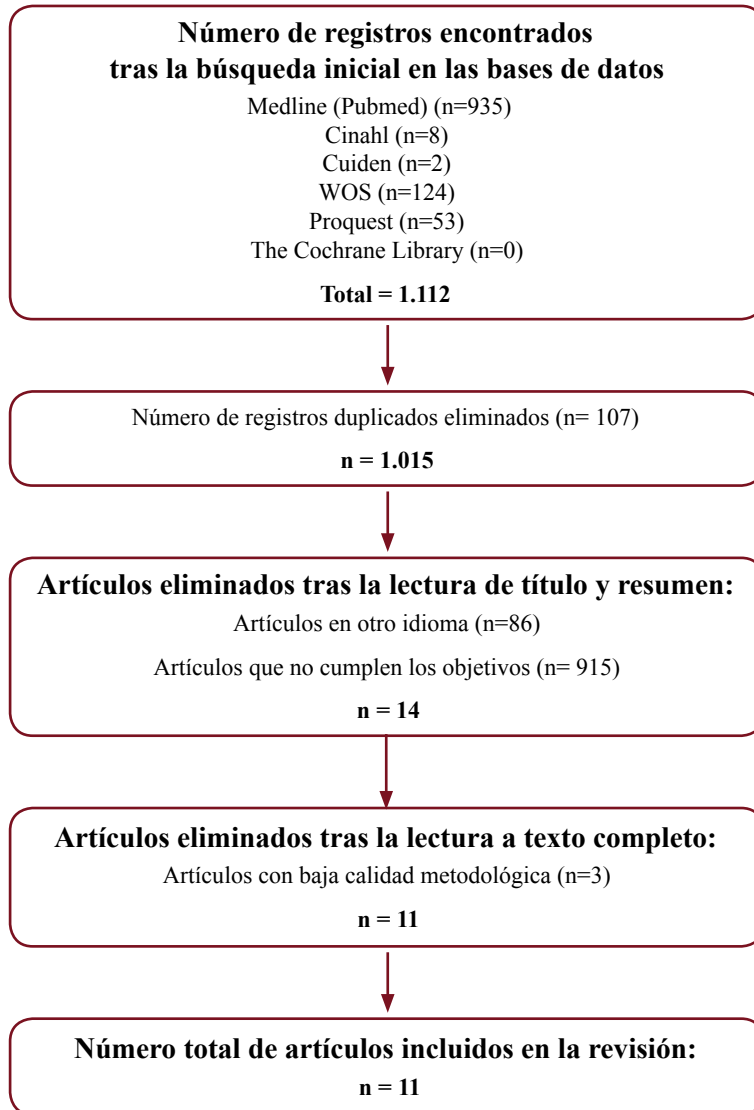 Número de registros encontrados
tras la búsqueda inicial en las bases de datos
Medline (Pubmed) (n=935)
Cinahl (n=8)
Cuiden (n=2)
WOS (n=124)
Proquest (n=53)
The Cochrane Library (n=0)
Total = 1.112
Número de registros duplicados eliminados (n= 107)
n = 1.015
Artículos eliminados tras la lectura de título y resumen:
Artículos en otro idioma (n=86)
Artículos que no cumplen los objetivos (n= 915)
n = 14
Artículos eliminados tras la lectura a texto completo:
Artículos con baja calidad metodológica (n=3)
n = 11
Número total de artículos incluidos en la revisión:
n = 11